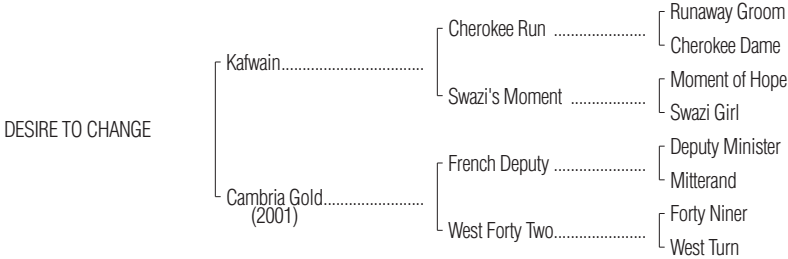 Runaway Groom
Cherokee Run ......................
Cherokee Dame
Kafwain..................................
Moment of Hope
Swazi's Moment ..................
Swazi Girl
DESIRE TO CHANGE
Deputy Minister
French Deputy ......................
Mitterand
Cambria Gold........................
(2001)
Forty Niner
West Forty Two......................
West Turn